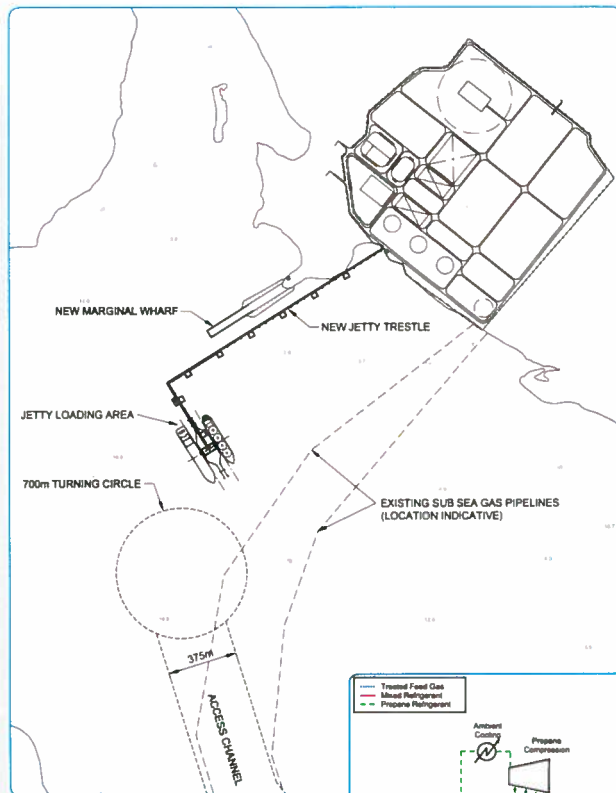 NEW MARGINAL WHARF
NEW JETTY TRESTLE
JETTY LOADING AREA
700m TURNING CIRCLE
EXISTING SUB SEA GAS PIPELINES
(LOCATION INDICATIVE)
375m
ACCESS CHANNEL
Treated Feed Gas
Mixed Refrigerant
Propane Refrigerant
Ambient
Cooling
Propane
Compression